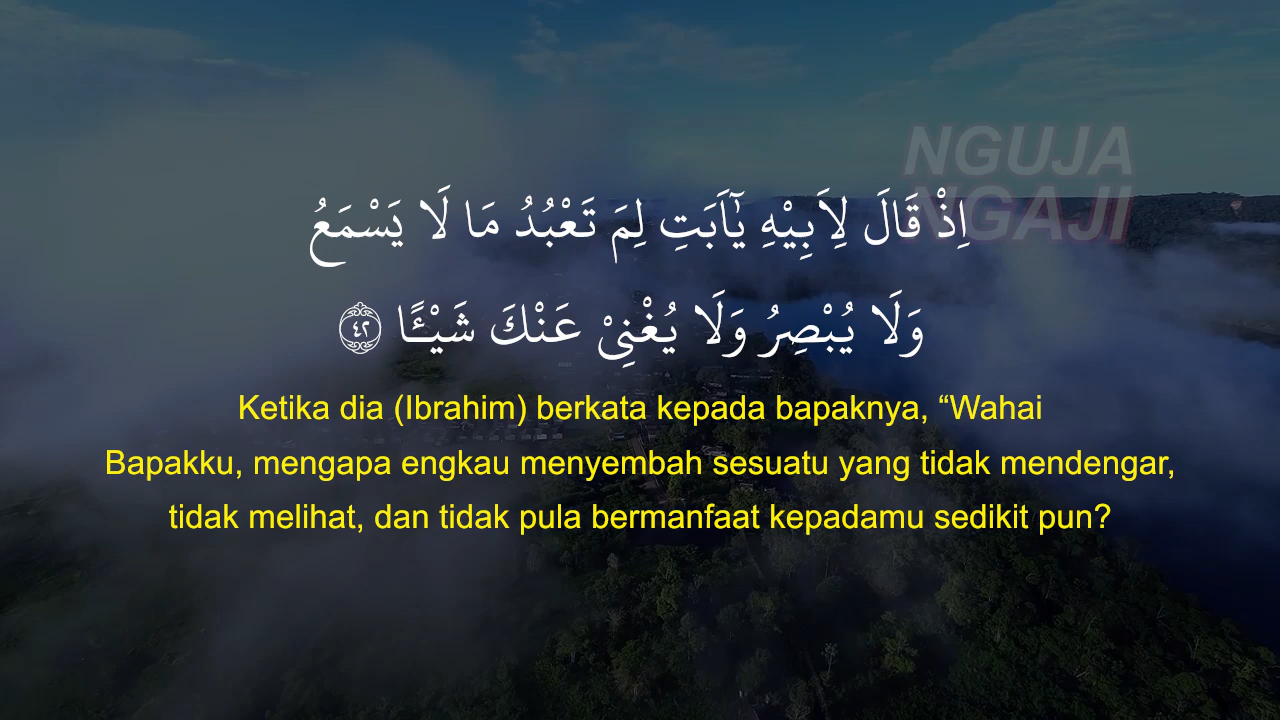 NGUJA
NGAJI
اِذْ قَالَ لِاَبِيْهِ يٰٓاَبَتِ لِمَ تَعْبُدُ مَا لَا يَسْمَعُ
وَلَا يُبْصِرُ وَلَا يُغْنِيْ عَنْكَ شَيْـًٔا ٤٢
Ketika dia (Ibrahim) berkata kepada bapaknya, “Wahai
Bapakku, mengapa engkau menyembah sesuatu yang tidak mendengar,
tidak melihat, dan tidak pula bermanfaat kepadamu sedikit pun?